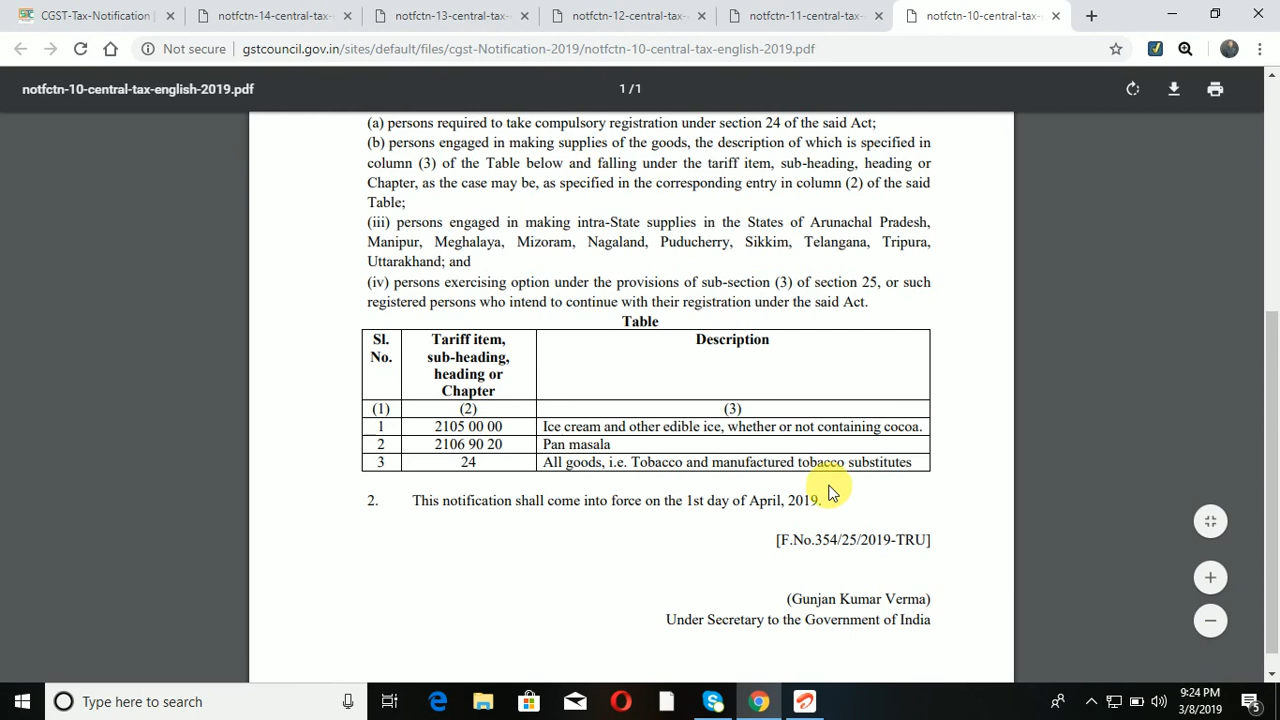 CGST-Tax-Notification
notfctn-14-central-tax-
notfctn-13-central-tax-
notfctn-12-central-tax-
notfctn-11-central-tax-
notfctn-10-central-tax-
Not secure
gstcouncil.gov.in/sites/default/files/cgst-Notification-2019/notfctn-10-central-tax-english-2019.pdf
notfctn-10-central-tax-english-2019.pdf
1 / 1
(a) persons required to take compulsory registration under section 24 of the said Act;
(b) persons engaged in making supplies of the goods, the description of which is specified in
column (3) of the Table below and falling under the tariff item, sub-heading, heading or
Chapter, as the case may be, as specified in the corresponding entry in column (2) of the said
Table;
(iii) persons engaged in making intra-State supplies in the States of Arunachal Pradesh,
Manipur, Meghalaya, Mizoram, Nagaland, Puducherry, Sikkim, Telangana, Tripura,
Uttarakhand; and
(iv) persons exercising option under the provisions of sub-section (3) of section 25, or such
registered persons who intend to continue with their registration under the said Act.
Table
Sl. No. Tariff item, sub-heading, heading or Chapter Description
(1) (2) (3)
1 2105 00 00 Ice cream and other edible ice, whether or not containing cocoa.
2 2106 90 20 Pan masala
3 24 All goods, i.e. Tobacco and manufactured tobacco substitutes
2. This notification shall come into force on the 1st day of April, 2019.
[F.No.354/25/2019-TRU]
(Gunjan Kumar Verma)
Under Secretary to the Government of India
Type here to search
9:24 PM
3/8/2019
5